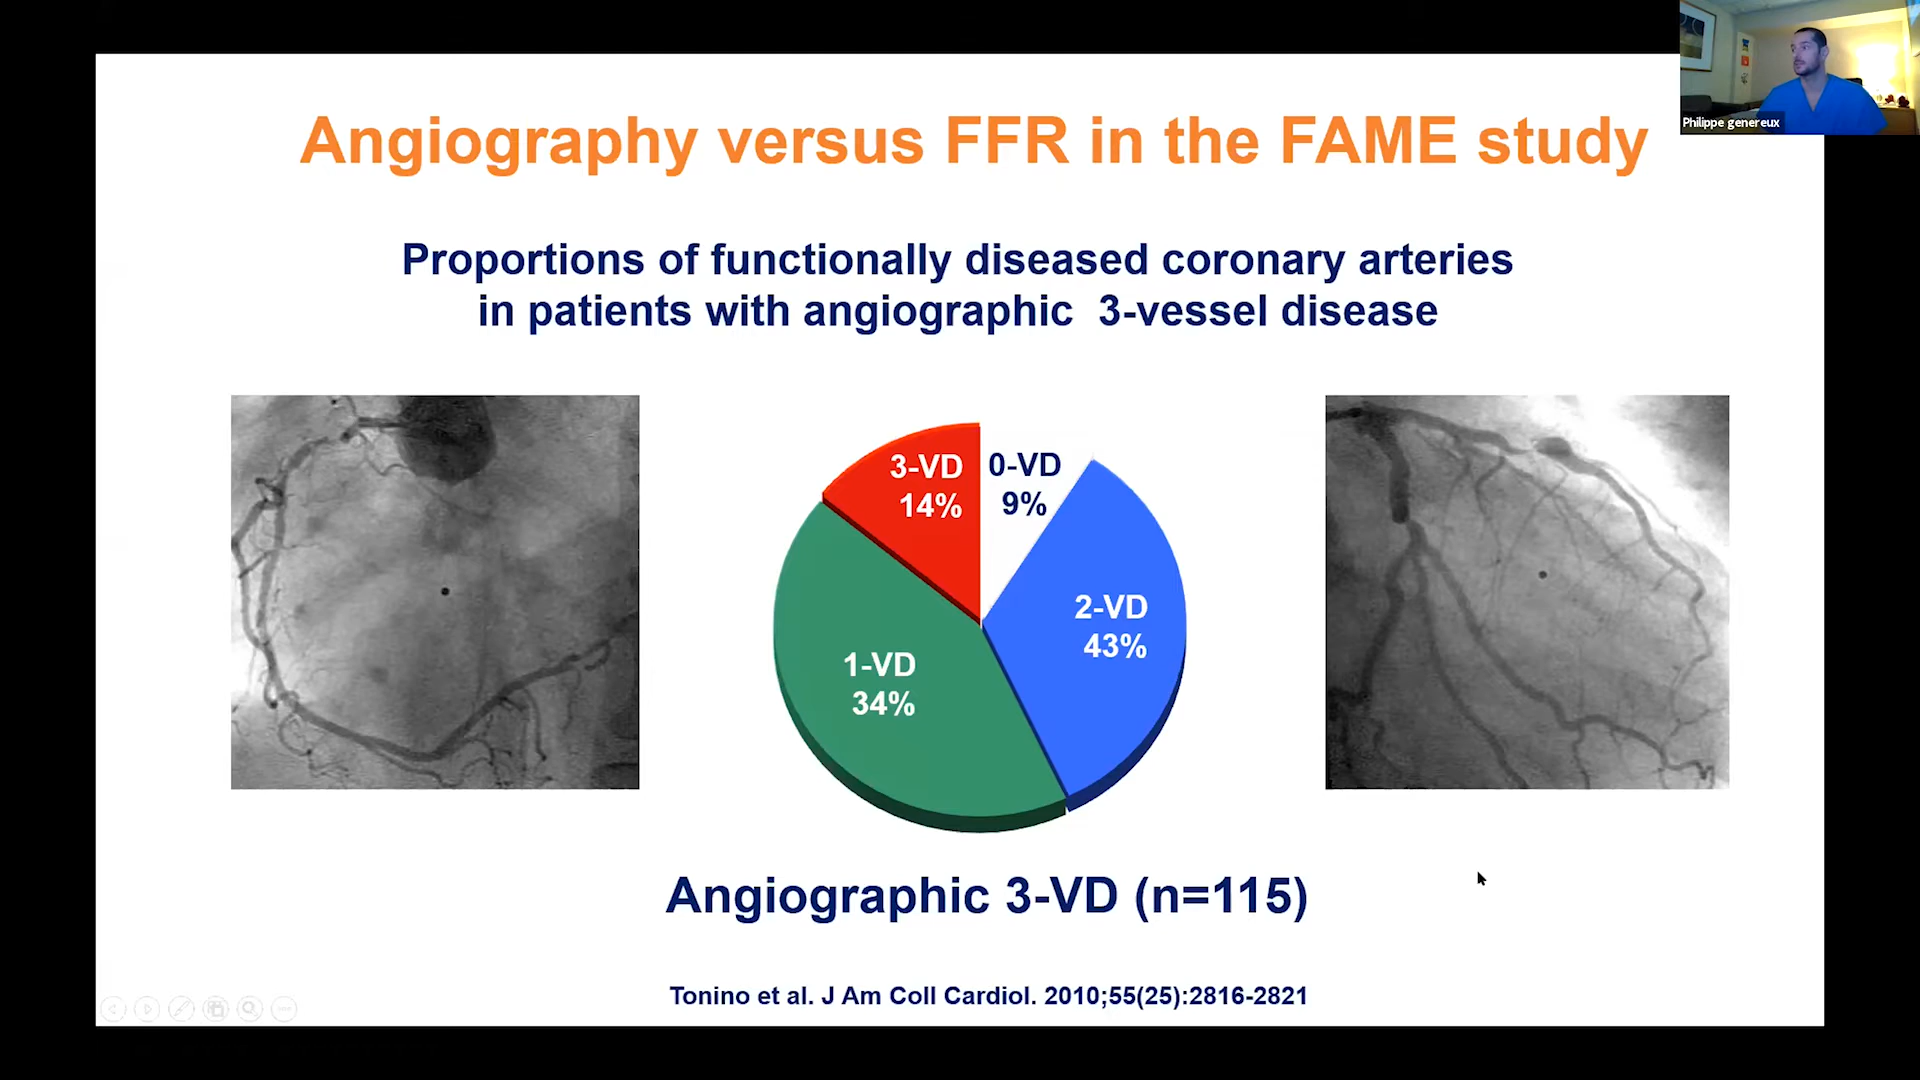 Angiography versus FFR in the FAME study
Philippe genereux
Proportions of functionally diseased coronary arteries
in patients with angiographic 3-vessel disease
3-VD
14%
0-VD
9%
2-VD
43%
1-VD
34%
Angiographic 3-VD (n=115)
Tonino et al. J Am Coll Cardiol. 2010;55(25):2816-2821